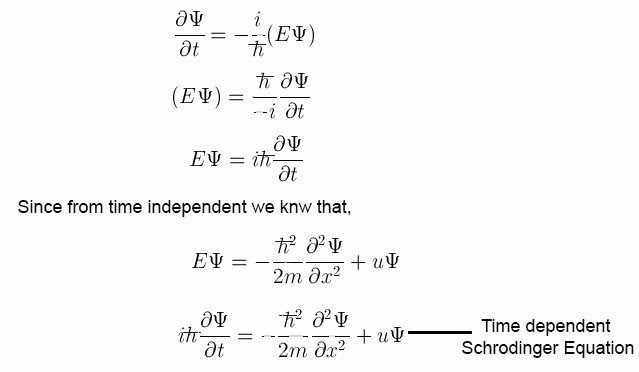 ∂Ψ/∂t = −i/ħ(EΨ)
(EΨ) = ħ/−i ∂Ψ/∂t
EΨ = iħ ∂Ψ/∂t
Since from time independent we knw that,
EΨ = −ħ²/2m ∂²Ψ/∂x² + uΨ
iħ ∂Ψ/∂t = −ħ²/2m ∂²Ψ/∂x² + uΨ
Time dependent
Schrodinger Equation